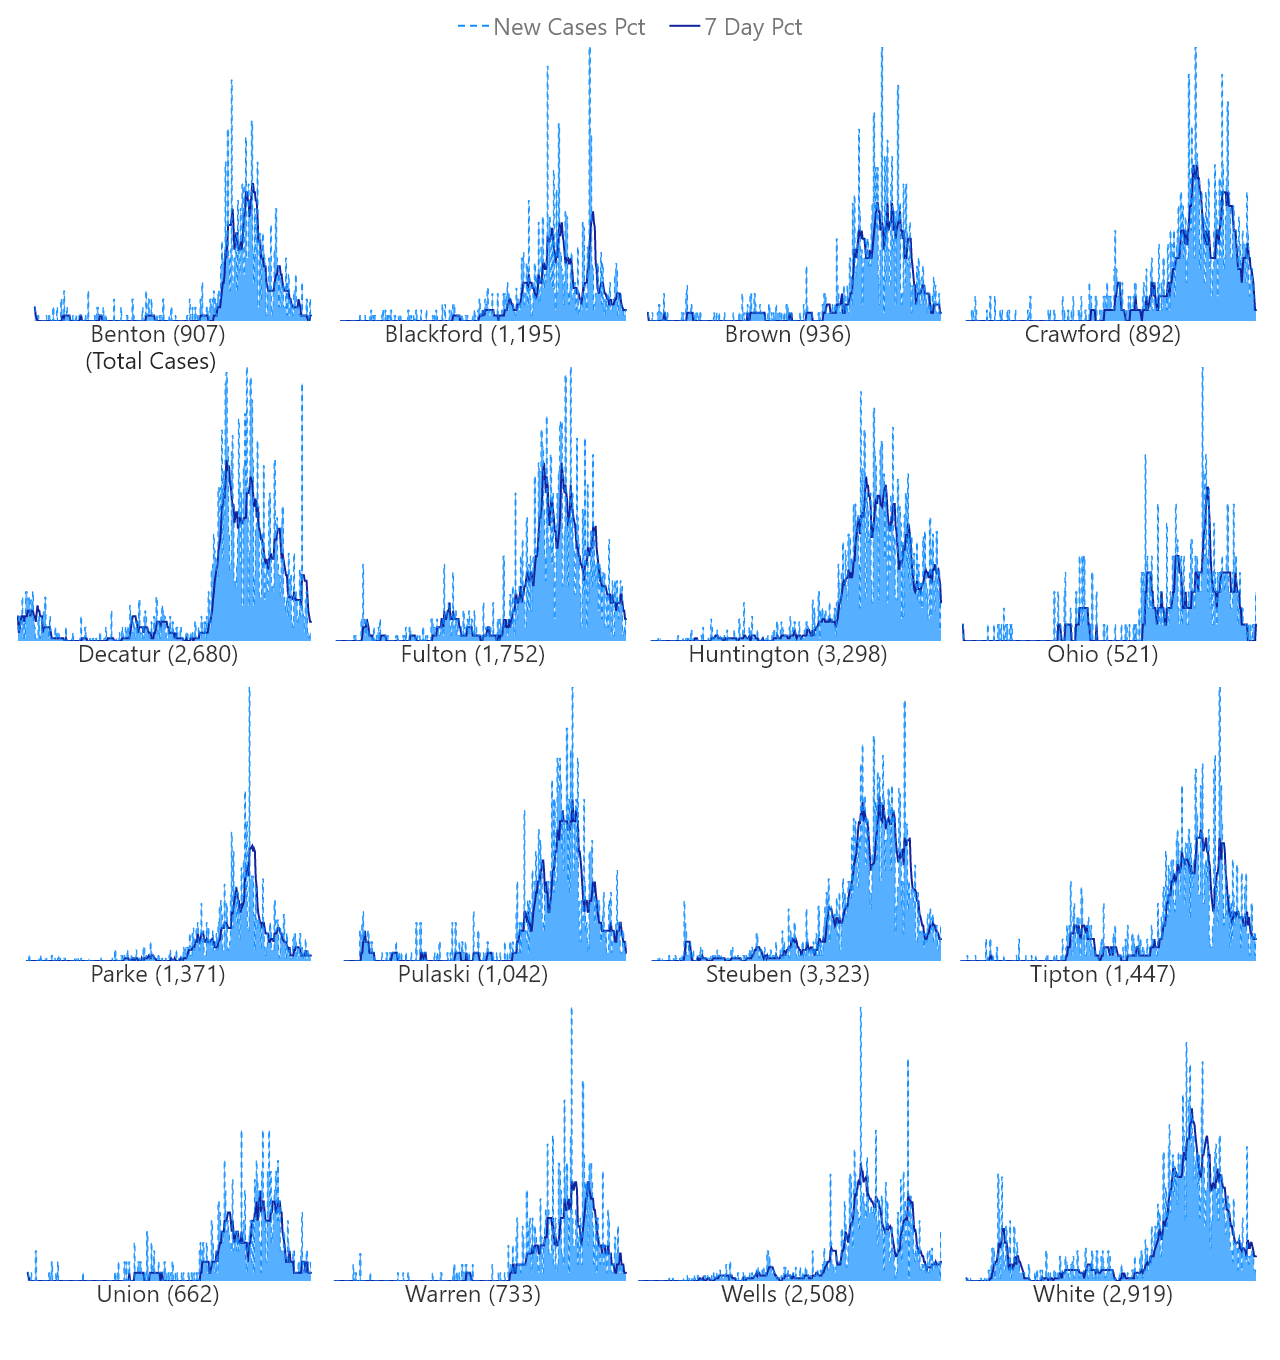 New Cases Pct 7 Day Pct
Benton (907) Blackford (1,195) Brown (936) Crawford (892)
(Total Cases)
Decatur (2,680) Fulton (1,752) Huntington (3,298) Ohio (521)
Parke (1,371) Pulaski (1,042) Steuben (3,323) Tipton (1,447)
Union (662) Warren (733) Wells (2,508) White (2,919)